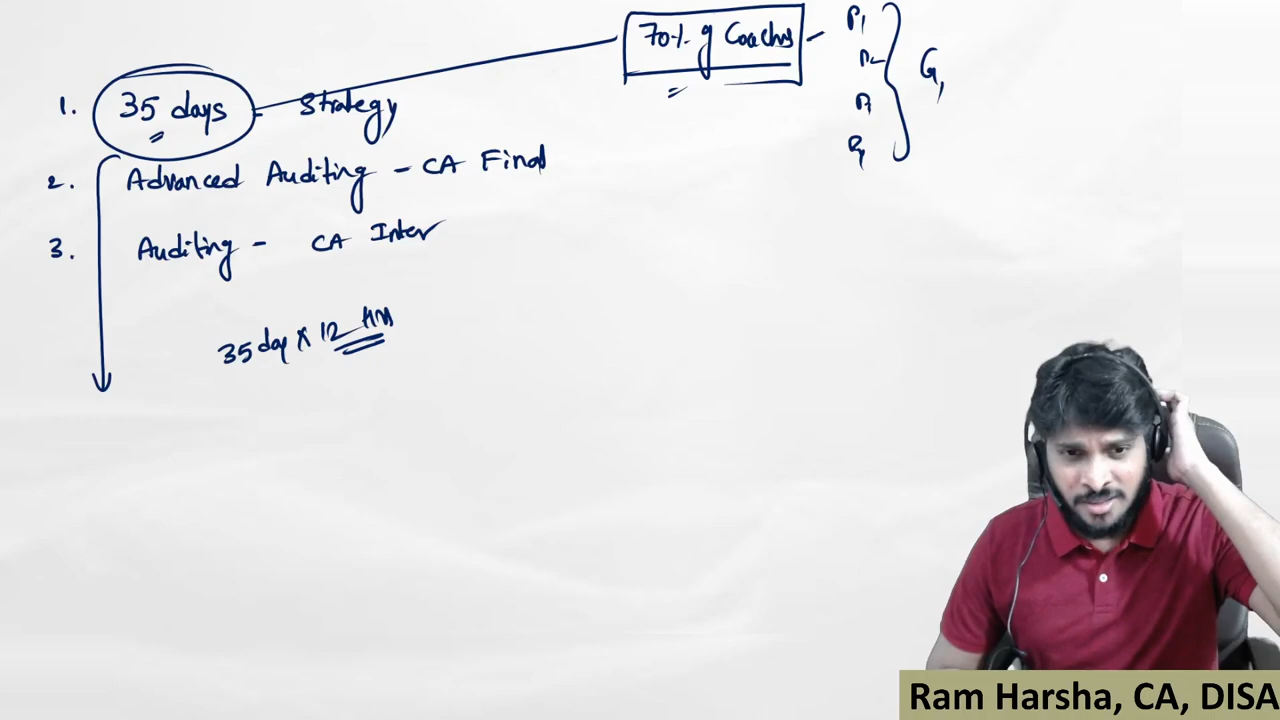 1. 35 days - Strategy
70% of Coaching
P1
P2
P3
P4
G1
2. Advanced Auditing - CA Final
3. Auditing - CA Inter
35 day X 12 HRS
Ram Harsha, CA, DISA